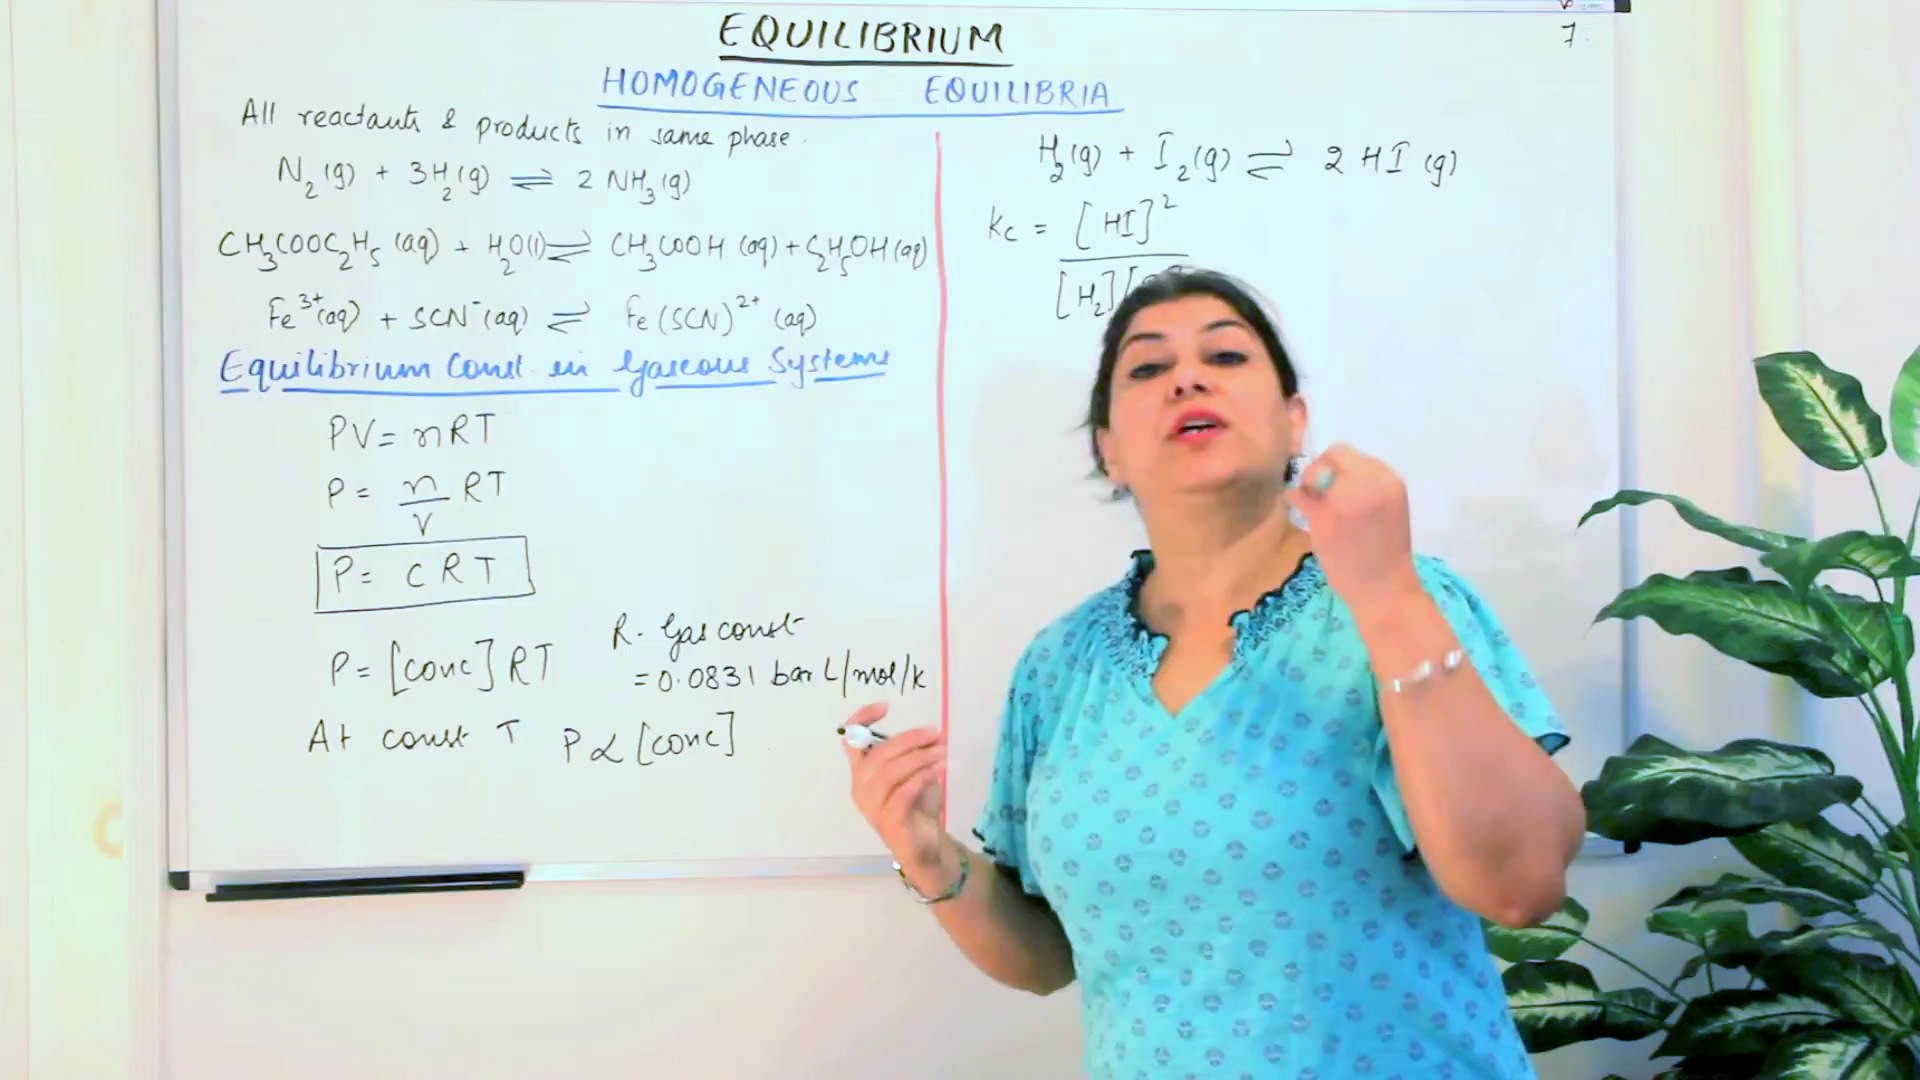 EQUILIBRIUM
7.
HOMOGENEOUS EQUILIBRIA
All reactants & products in same phase.
N₂(g) + 3H₂(g) ⇌ 2 NH₃(g)
CH₃COOC₂H₅ (aq) + H₂O(l) ⇌ CH₃COOH (aq) + C₂H₅OH (aq)
Fe³⁺(aq) + SCN⁻(aq) ⇌ Fe(SCN)²⁺ (aq)
Equilibrium Const. in Gaseous Systems
PV = nRT
P = n/V RT
P = CRT
P = [conc] RT
R. Gas const
= 0.0831 bar L/mol/K
At const T P ∝ [conc]
H₂(g) + I₂(g) ⇌ 2 HI (g)
Kc = [HI]²
[H₂][